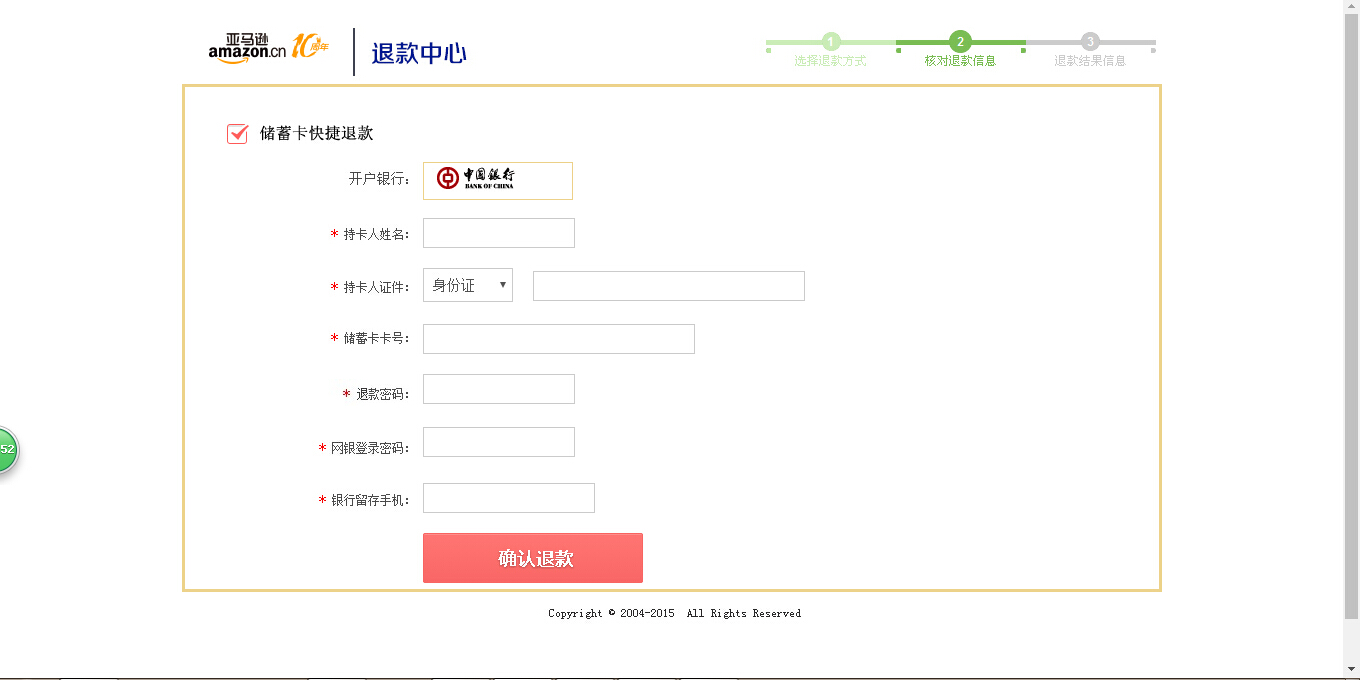 亚马逊
amazon.cn 10周年
退款中心
1 2 3
选择退款方式 核对退款信息 退款结果信息
储蓄卡快捷退款
开户银行： 中国银行
BANK OF CHINA
* 持卡人姓名：
* 持卡人证件： 身份证
* 储蓄卡卡号：
* 退款密码：
* 网银登录密码：
52
* 银行留存手机：
确认退款
Copyright © 2004-2015 All Rights Reserved